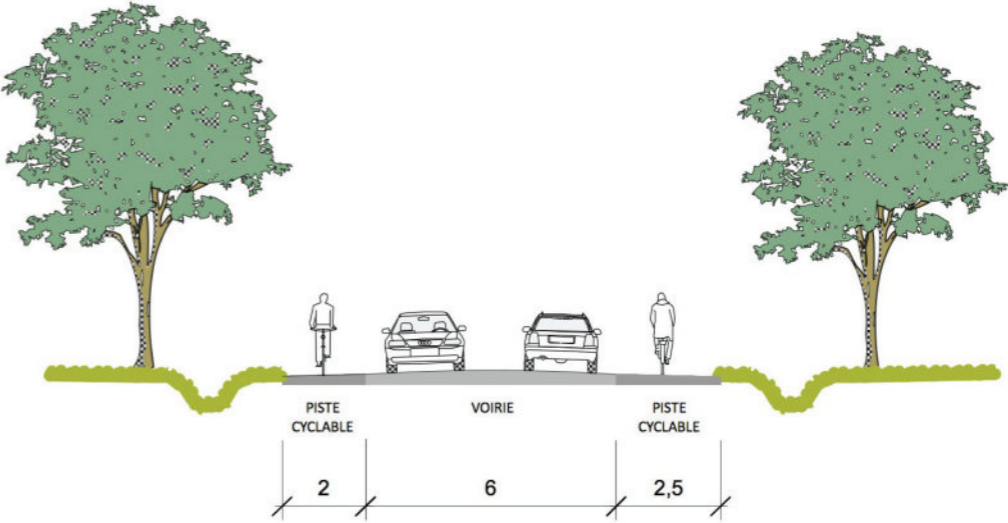 PISTE
CYCLABLE
VOIRIE
PISTE
CYCLABLE
2
6
2,5